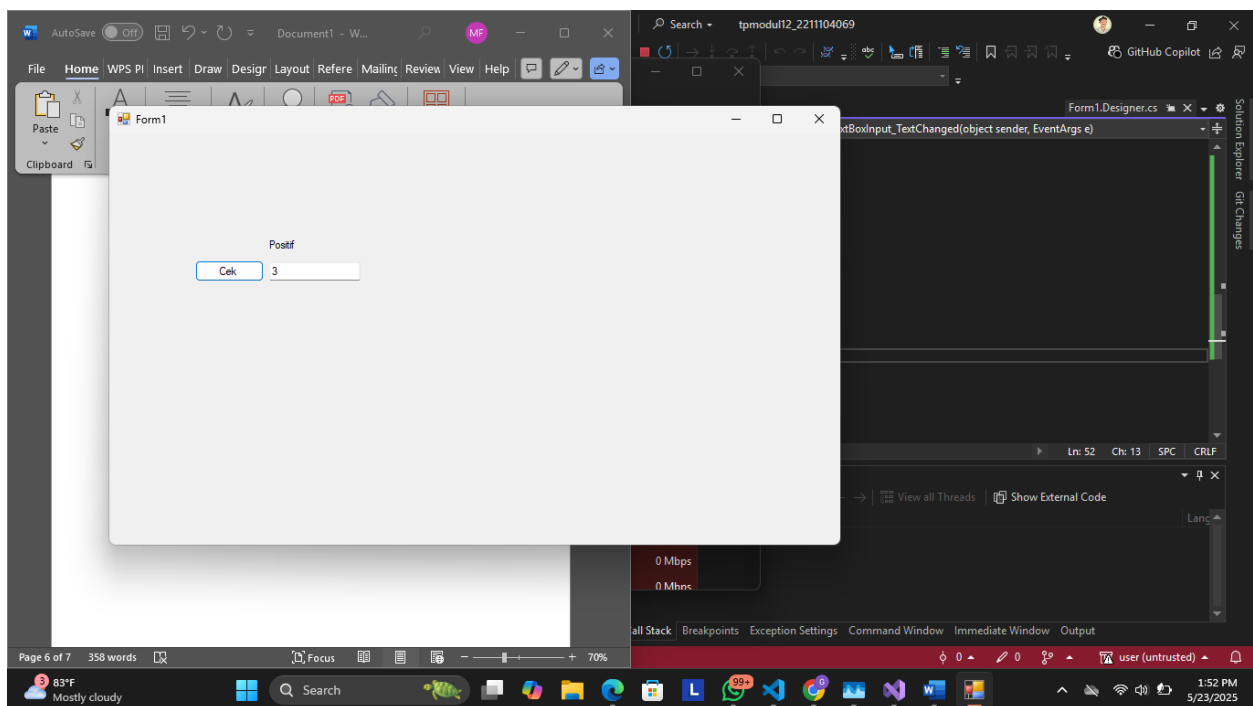 AutoSave Off Document1 - W... MF
File Home WPS PI Insert Draw Design Layout Refere Mailing Review View Help
Paste
Clipboard
PDF
Search tpmodul12_2211104069
GitHub Copilot
Form1.Designer.cs
xtBoxInput_TextChanged(object sender, EventArgs e)
Solution Explorer
Git Changes
Form1
Positif
Cek 3
Ln: 52 Ch: 13 SPC CRLF
View all Threads Show External Code
Lang
0 Mbps
0 Mbps
all Stack Breakpoints Exception Settings Command Window Immediate Window Output
Page 6 of 7 358 words Focus 70%
0 0 user (untrusted)
3 83°F
Mostly cloudy
Search
L
99+
G
1:52 PM
5/23/2025